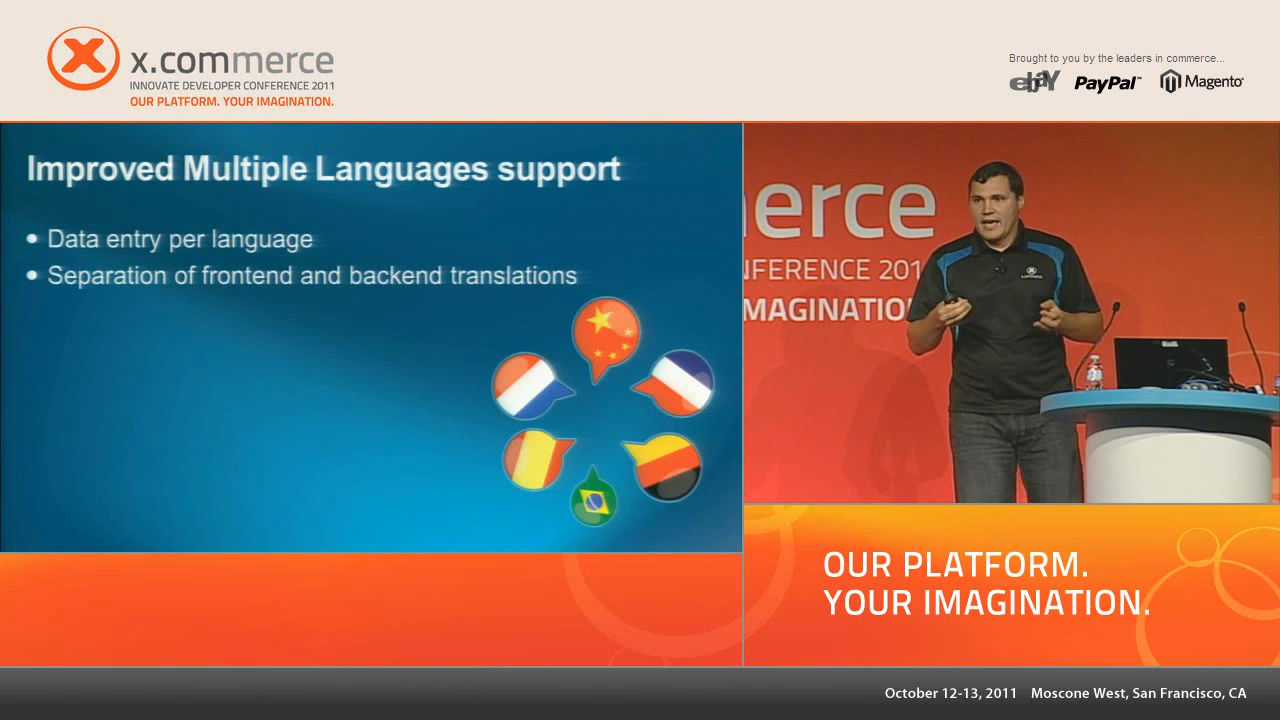 x.commerce
INNOVATE DEVELOPER CONFERENCE 2011
OUR PLATFORM. YOUR IMAGINATION.
Brought to you by the leaders in commerce...
ebaY PayPal™ Magento®
Improved Multiple Languages support
• Data entry per language
• Separation of frontend and backend translations
erce
NFERENCE 201
MAGINATIO
OUR PLATFORM.
YOUR IMAGINATION.
October 12-13, 2011 Moscone West, San Francisco, CA